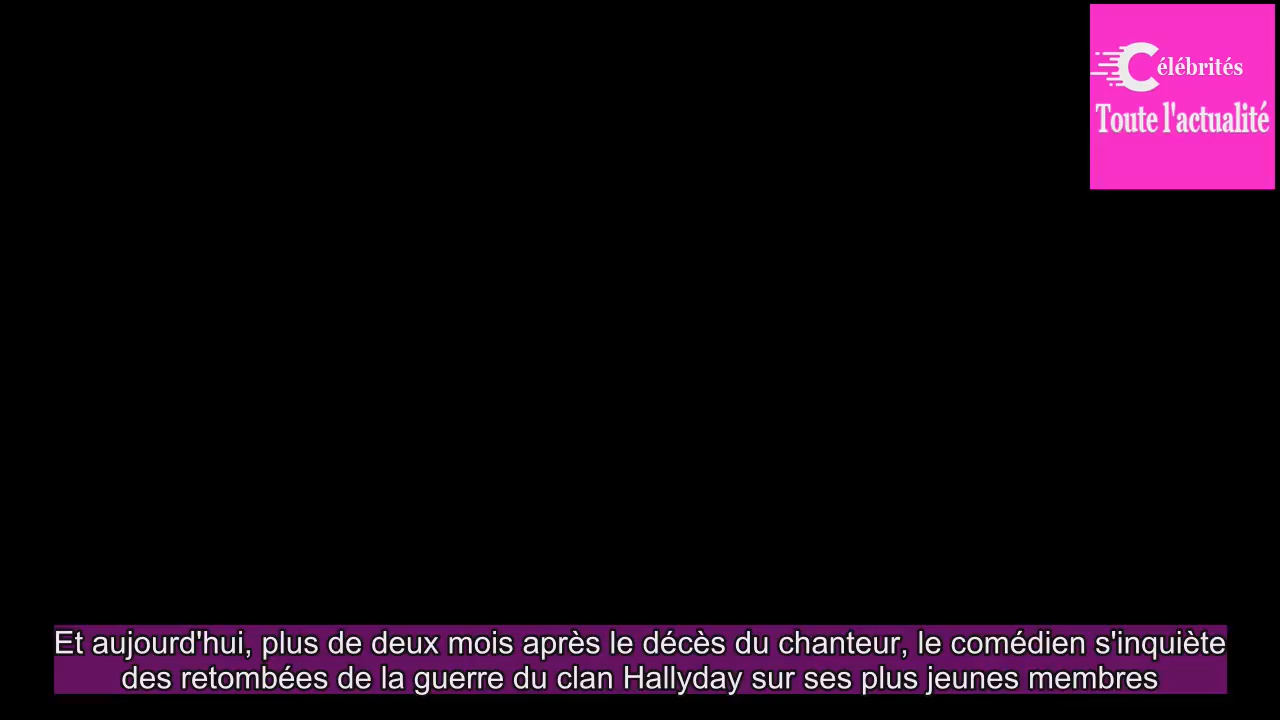 Célébrités
Toute l'actualité
Et aujourd'hui, plus de deux mois après le décès du chanteur, le comédien s'inquiète
des retombées de la guerre du clan Hallyday sur ses plus jeunes membres